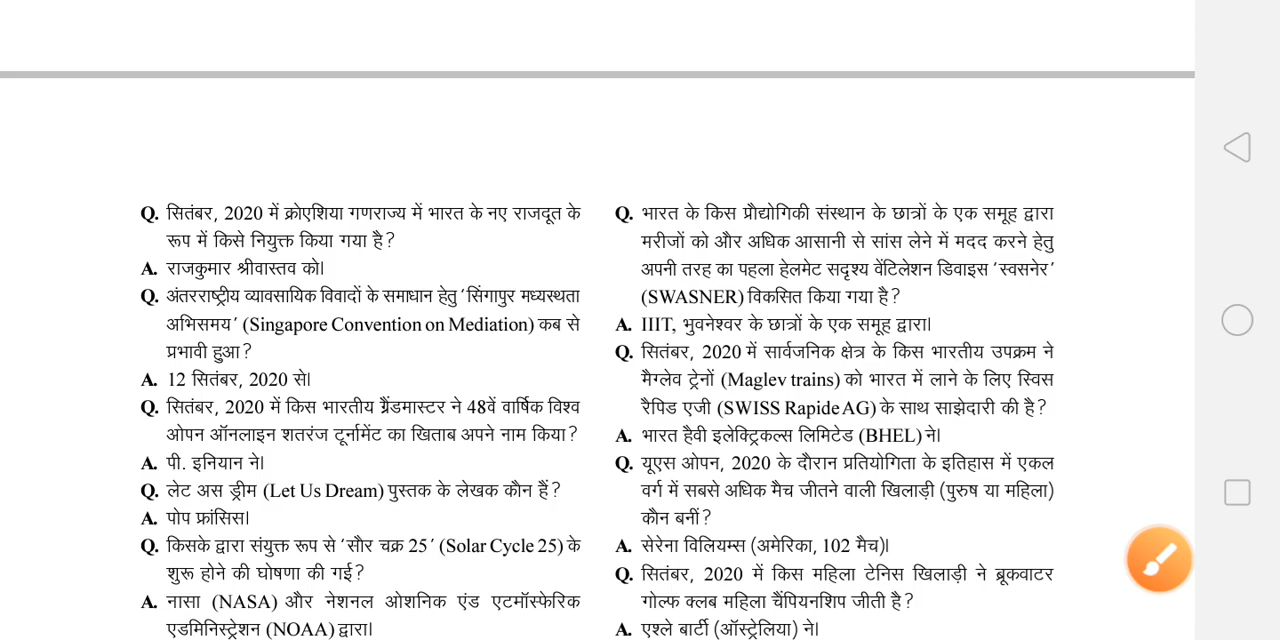 Q. सितंबर, 2020 में क्रोएशिया गणराज्य में भारत के नए राजदूत के
रूप में किसे नियुक्त किया गया है?
A. राजकुमार श्रीवास्तव को।
Q. अंतरराष्ट्रीय व्यावसायिक विवादों के समाधान हेतु ‘सिंगापुर मध्यस्थता
अभिसमय’ (Singapore Convention on Mediation) कब से
प्रभावी हुआ?
A. 12 सितंबर, 2020 से।
Q. सितंबर, 2020 में किस भारतीय ग्रैंडमास्टर ने 48वें वार्षिक विश्व
ओपन ऑनलाइन शतरंज टूर्नामेंट का खिताब अपने नाम किया?
A. पी. इनियान ने।
Q. लेट अस ड्रीम (Let Us Dream) पुस्तक के लेखक कौन हैं?
A. पोप फ्रांसिस।
Q. किसके द्वारा संयुक्त रूप से ‘सौर चक्र 25’ (Solar Cycle 25) के
शुरू होने की घोषणा की गई?
A. नासा (NASA) और नेशनल ओशनिक एंड एटमॉस्फेरिक
एडमिनिस्ट्रेशन (NOAA) द्वारा।
Q. भारत के किस प्रौद्योगिकी संस्थान के छात्रों के एक समूह द्वारा
मरीजों को और अधिक आसानी से सांस लेने में मदद करने हेतु
अपनी तरह का पहला हेलमेट सदृश्य वेंटिलेशन डिवाइस ‘स्वसनेर’
(SWASNER) विकसित किया गया है?
A. IIIT, भुवनेश्वर के छात्रों के एक समूह द्वारा।
Q. सितंबर, 2020 में सार्वजनिक क्षेत्र के किस भारतीय उपक्रम ने
मैग्लेव ट्रेनों (Maglev trains) को भारत में लाने के लिए स्विस
रैपिड एजी (SWISS Rapide AG) के साथ साझेदारी की है?
A. भारत हैवी इलेक्ट्रिकल्स लिमिटेड (BHEL) ने।
Q. यूएस ओपन, 2020 के दौरान प्रतियोगिता के इतिहास में एकल
वर्ग में सबसे अधिक मैच जीतने वाली खिलाड़ी (पुरुष या महिला)
कौन बनीं?
A. सेरेना विलियम्स (अमेरिका, 102 मैच)।
Q. सितंबर, 2020 में किस महिला टेनिस खिलाड़ी ने ब्रूकवाटर
गोल्फ क्लब महिला चैंपियनशिप जीती है?
A. एश्ले बार्टी (ऑस्ट्रेलिया) ने।